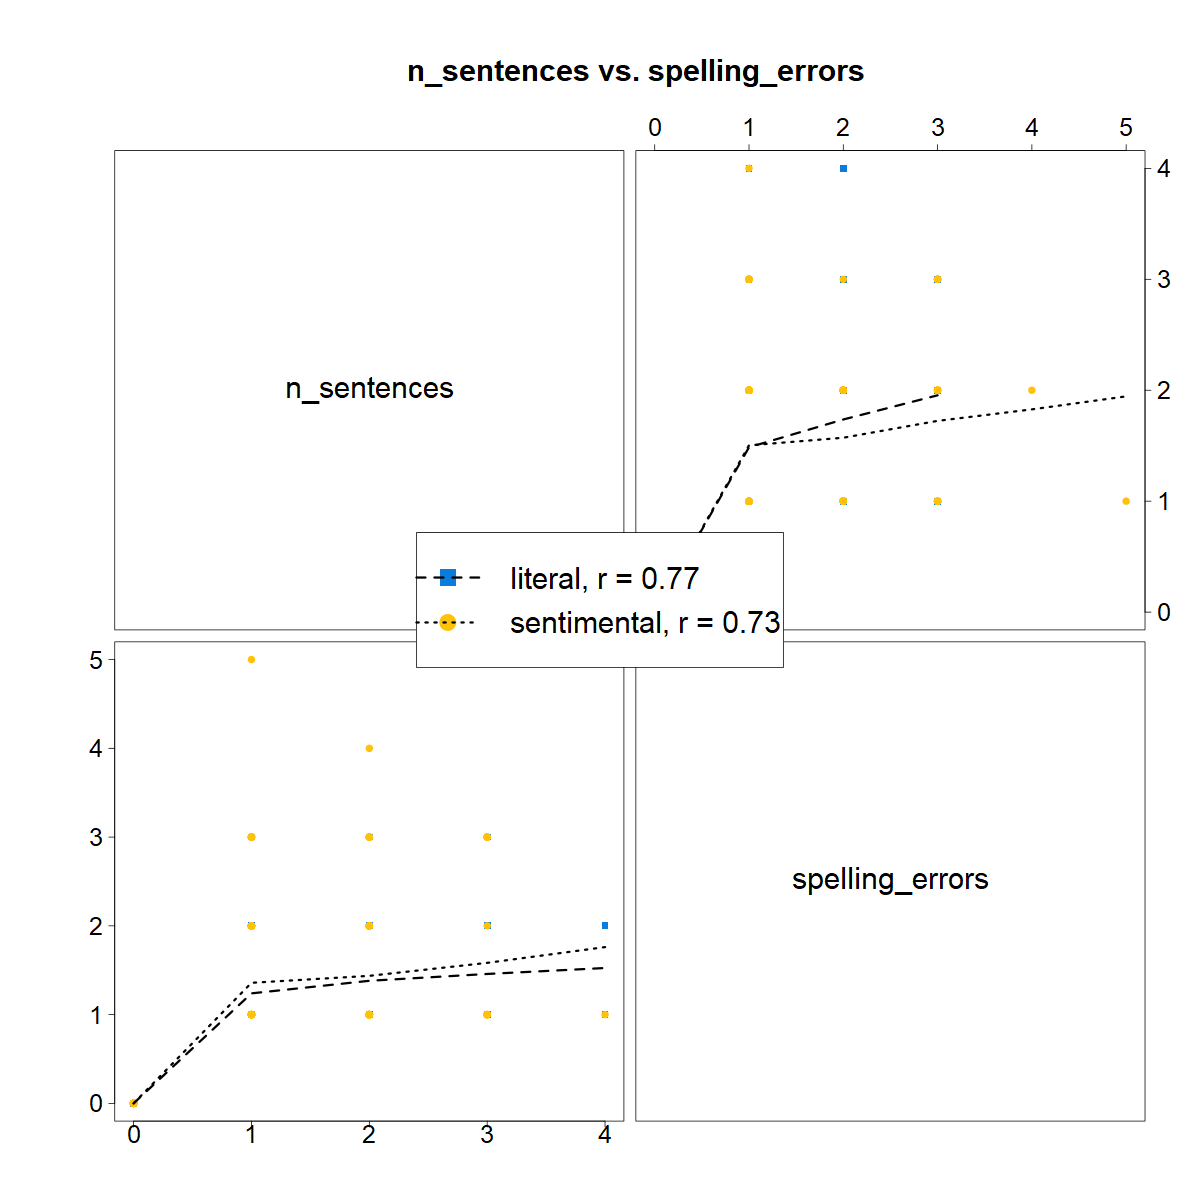 n_sentences vs. spelling_errors
0 1 2 3 4 5
4
3
n_sentences
2
1
literal, r = 0.77
0
sentimental, r = 0.73
5
4
3
spelling_errors
2
1
0
0 1 2 3 4